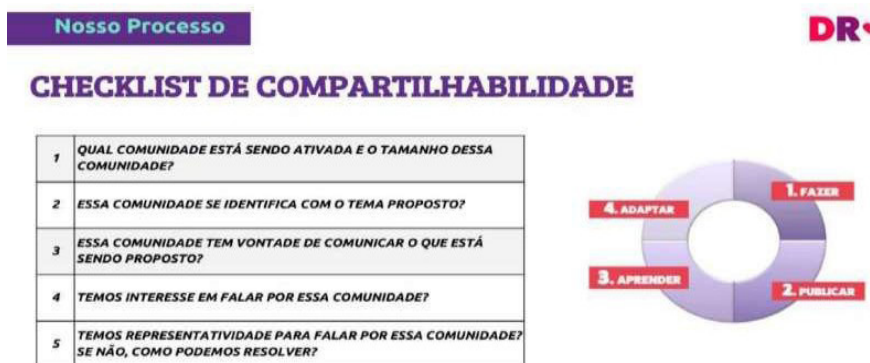 Nosso Processo
DR
CHECKLIST DE COMPARTILHABILIDADE
1 QUAL COMUNIDADE ESTÁ SENDO ATIVADA E O TAMANHO DESSA
COMUNIDADE?
2 ESSA COMUNIDADE SE IDENTIFICA COM O TEMA PROPOSTO?
3 ESSA COMUNIDADE TEM VONTADE DE COMUNICAR O QUE ESTÁ
SENDO PROPOSTO?
4 TEMOS INTERESSE EM FALAR POR ESSA COMUNIDADE?
5 TEMOS REPRESENTATIVIDADE PARA FALAR POR ESSA COMUNIDADE?
SE NÃO, COMO PODEMOS RESOLVER?
1. FAZER
2. PUBLICAR
3. APRENDER
4. ADAPTAR